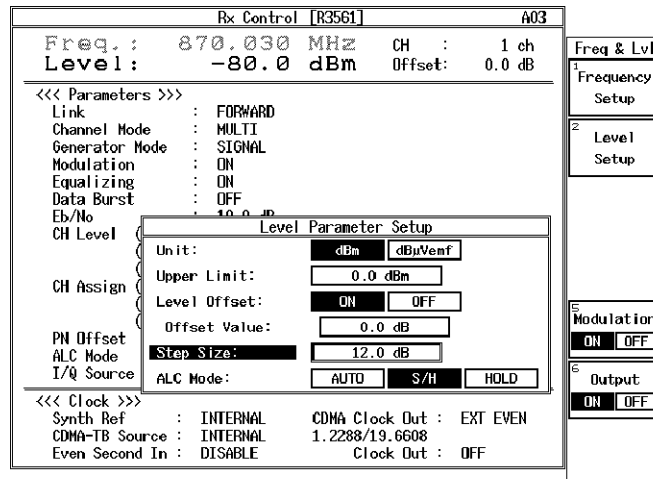 Rx Control [R3561] A03
Freq.: 870.030 MHz CH : 1 ch
Level: -80.0 dBm Offset: 0.0 dB
<<< Parameters >>>
Link : FORWARD
Channel Mode : MULTI
Generator Mode : SIGNAL
Modulation : ON
Equalizing : ON
Data Burst : OFF
Eb/No : 10.0 dB
CH Level (
(
(
CH Assign (
(
(
PN Offset
ALC Mode
I/Q Source
Level Parameter Setup
Unit: dBm dBµVemf
Upper Limit: 0.0 dBm
Level Offset: ON OFF
Offset Value: 0.0 dB
Step Size: 12.0 dB
ALC Mode: AUTO S/H HOLD
<<< Clock >>>
Synth Ref : INTERNAL CDMA Clock Out : EXT EVEN
CDMA-TB Source : INTERNAL 1.2288/19.6608
Even Second In : DISABLE Clock Out : OFF
Freq & Lvl
1
Frequency
Setup
2
Level
Setup
5
Modulation
ON OFF
6
Output
ON OFF